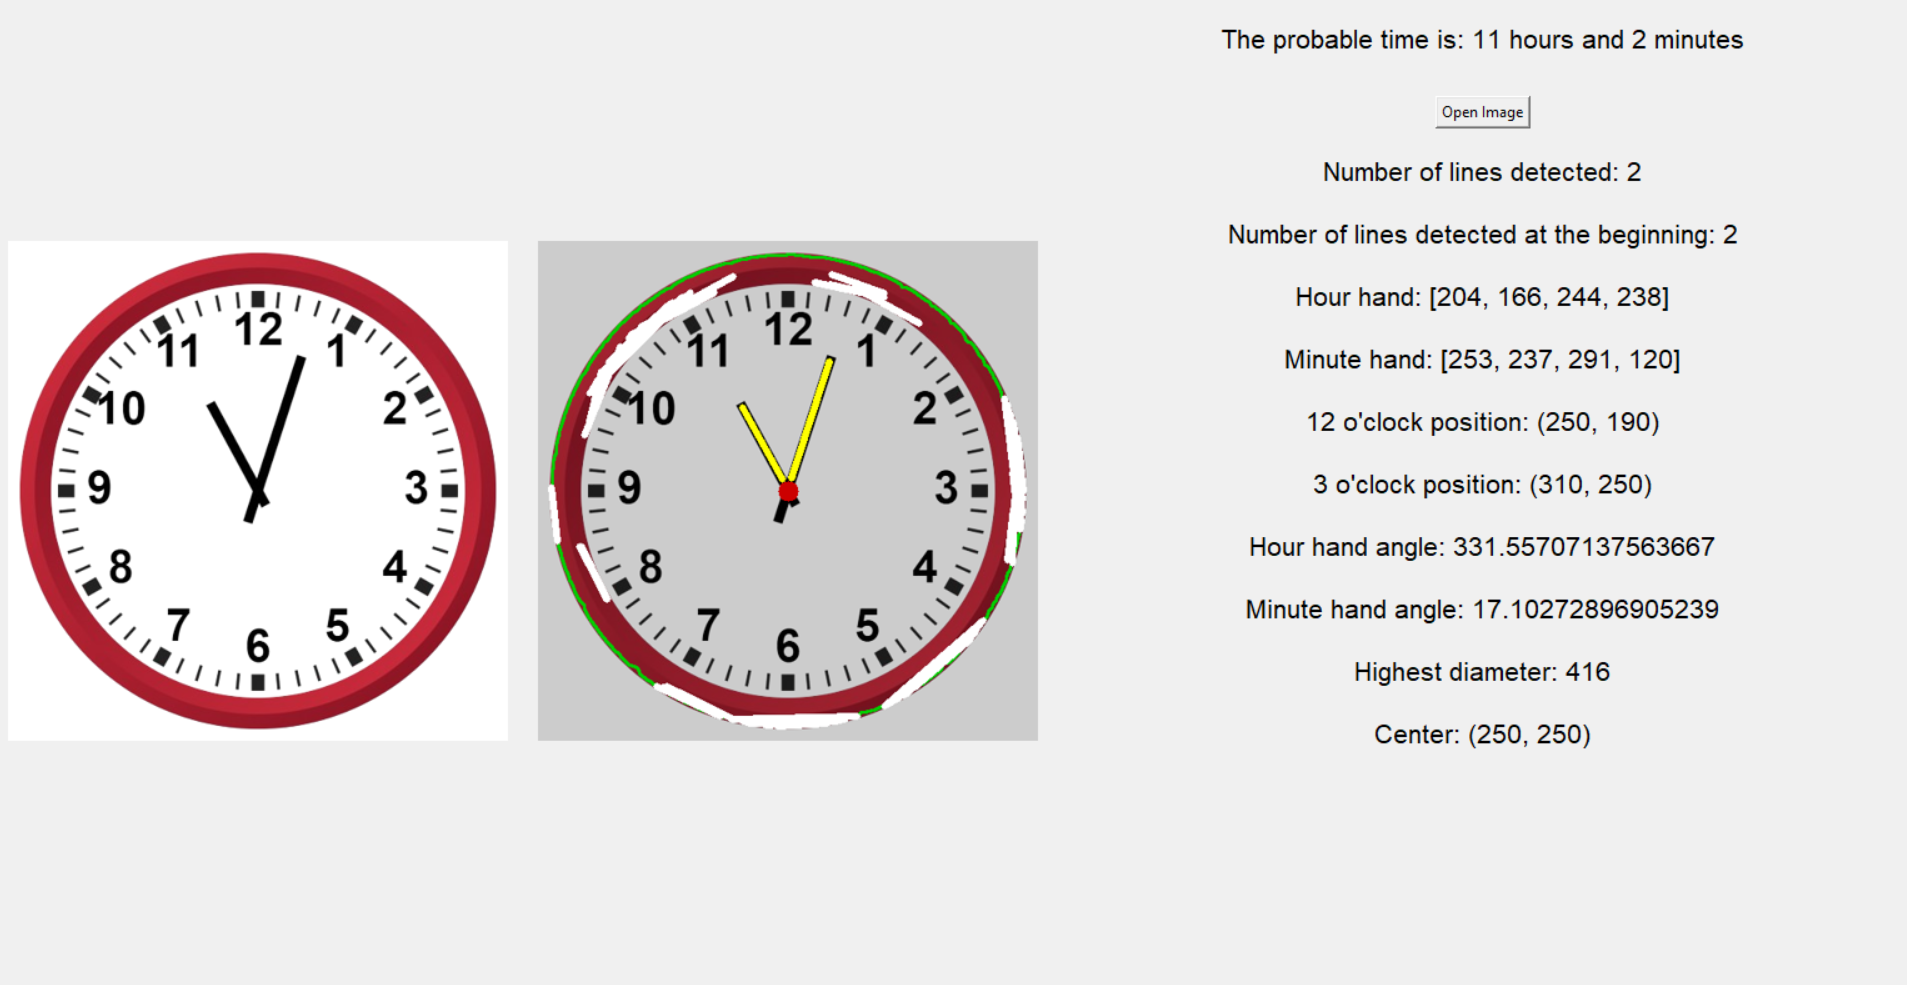 The probable time is: 11 hours and 2 minutes
Open Image
Number of lines detected: 2
Number of lines detected at the beginning: 2
Hour hand: [204, 166, 244, 238]
Minute hand: [253, 237, 291, 120]
12 o'clock position: (250, 190)
3 o'clock position: (310, 250)
Hour hand angle: 331.55707137563667
Minute hand angle: 17.10272896905239
Highest diameter: 416
Center: (250, 250)
12
1
2
3
4
5
6
7
8
9
10
11
12
1
2
3
4
5
6
7
8
9
10
11